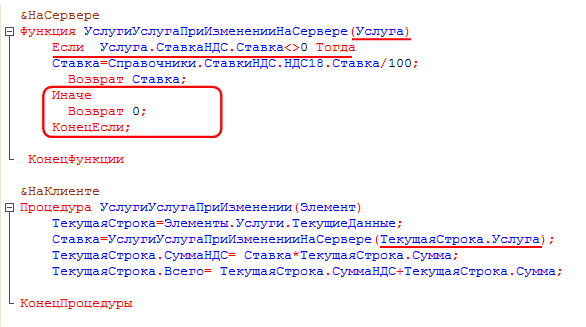 &НаСервере
Функция УслугиУслугаПриИзмененииНаСервере(Услуга)
Если  Услуга.СтавкаНДС.Ставка<>0 Тогда
Ставка=Справочники.СтавкиНДС.НДС18.Ставка/100;
Возврат Ставка;
Иначе
Возврат 0;
КонецЕсли;
КонецФункции
&НаКлиенте
Процедура УслугиУслугаПриИзменении(Элемент)
ТекущаяСтрока=Элементы.Услуги.ТекущиеДанные;
Ставка=УслугиУслугаПриИзмененииНаСервере(ТекущаяСтрока.Услуга);
ТекущаяСтрока.СуммаНДС= Ставка*ТекущаяСтрока.Сумма;
ТекущаяСтрока.Всего= ТекущаяСтрока.СуммаНДС+ТекущаяСтрока.Сумма;
КонецПроцедуры